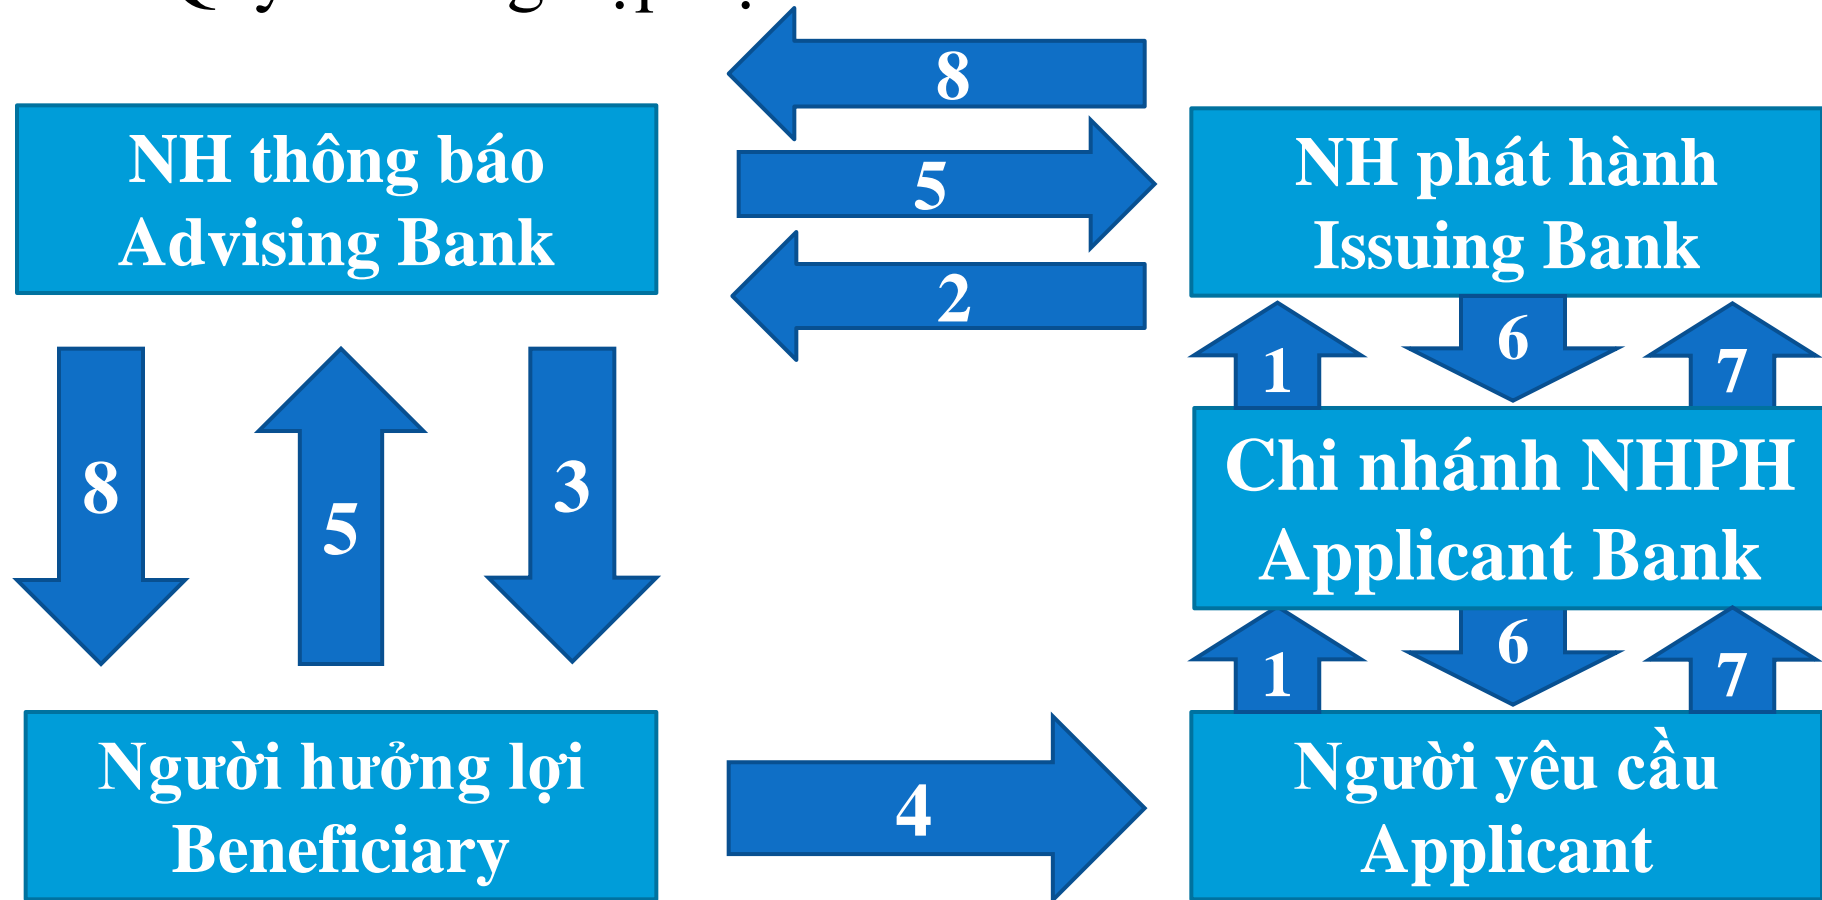 8
NH thông báo
Advising Bank
5
NH phát hành
Issuing Bank
2
1
6
7
8
5
3
Chi nhánh NHPH
Applicant Bank
1
6
7
Người hưởng lợi
Beneficiary
4
Người yêu cầu
Applicant